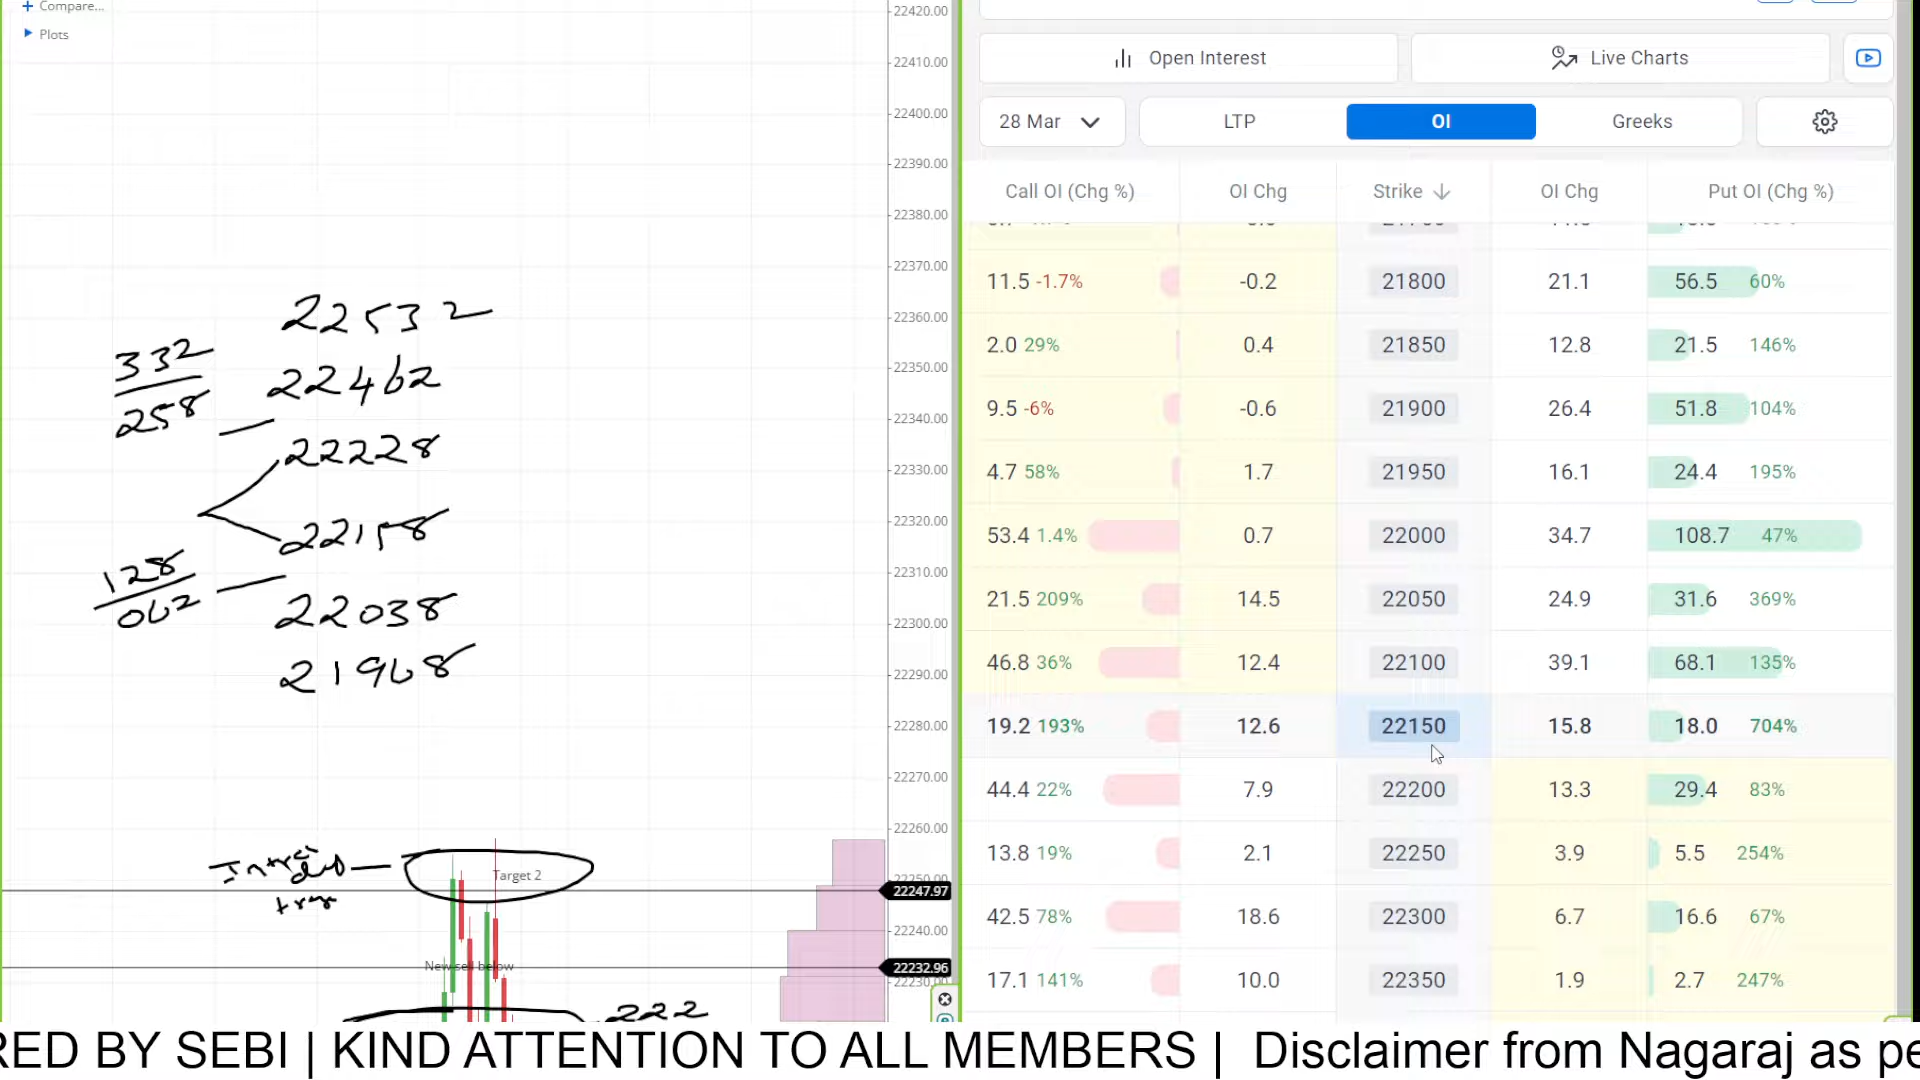 Compare...
Plots
22420.00
22410.00
22400.00
22390.00
22380.00
22370.00
22360.00
22350.00
22340.00
22330.00
22320.00
22310.00
22300.00
22290.00
22280.00
22270.00
22260.00
22247.97
22240.00
22232.96
22532
332
22462
258
22228
22158
128
062
22038
21968
Intra
Target 2
New sell below
222
Open Interest Live Charts
28 Mar LTP OI Greeks
Call OI (Chg %) OI Chg Strike ↓ OI Chg Put OI (Chg %)
11.5 -1.7% -0.2 21800 21.1 56.5 60%
2.0 29% 0.4 21850 12.8 21.5 146%
9.5 -6% -0.6 21900 26.4 51.8 104%
4.7 58% 1.7 21950 16.1 24.4 195%
53.4 1.4% 0.7 22000 34.7 108.7 47%
21.5 209% 14.5 22050 24.9 31.6 369%
46.8 36% 12.4 22100 39.1 68.1 135%
19.2 193% 12.6 22150 15.8 18.0 704%
44.4 22% 7.9 22200 13.3 29.4 83%
13.8 19% 2.1 22250 3.9 5.5 254%
42.5 78% 18.6 22300 6.7 16.6 67%
17.1 141% 10.0 22350 1.9 2.7 247%
RED BY SEBI | KIND ATTENTION TO ALL MEMBERS | Disclaimer from Nagaraj as pe